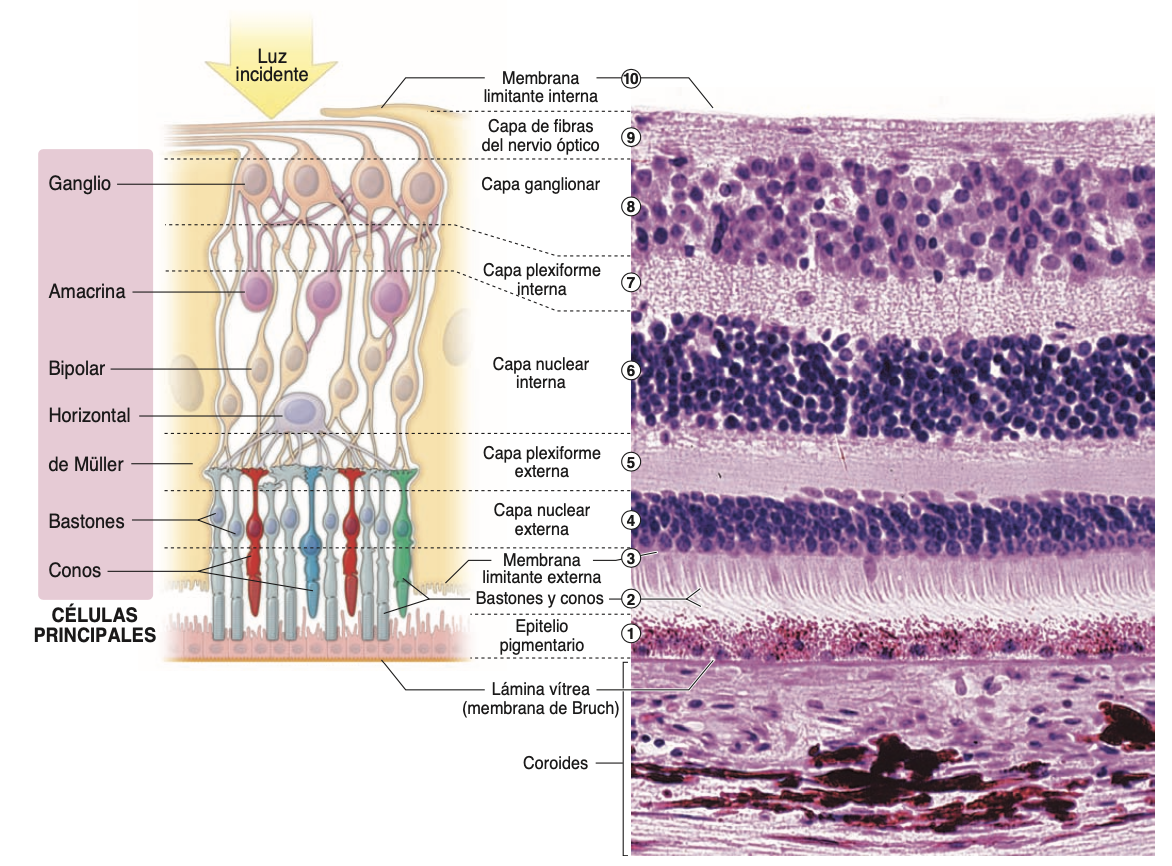 Luz
incidente
Ganglio
Amacrina
Bipolar
Horizontal
de Müller
Bastones
Conos
CÉLULAS
PRINCIPALES
Membrana
limitante interna
10
Capa de fibras
del nervio óptico
9
Capa ganglionar
8
Capa plexiforme
interna
7
Capa nuclear
interna
6
Capa plexiforme
externa
5
Capa nuclear
externa
4
Membrana
limitante externa
3
Bastones y conos
2
Epitelio
pigmentario
1
Lámina vítrea
(membrana de Bruch)
Coroides